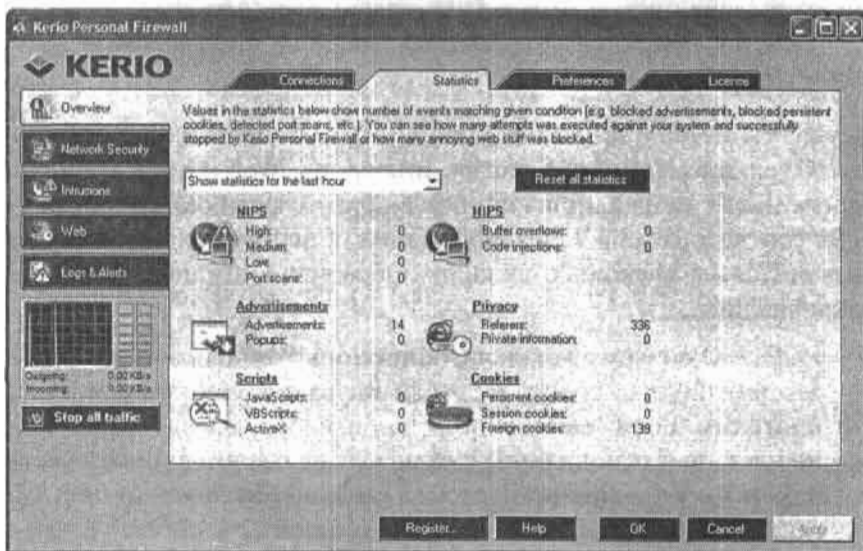 Kerio Personal Firewall
KERIO
Connections
Statistics
Preferences
License
Overview
Network Security
Intrusions
Web
Logs & Alerts
Outgoing: 0.00 KB/s
Incoming: 0.00 KB/s
Stop all traffic
Values in the statistics below show number of events matching given condition (e.g. blocked advertisements, blocked persistent
cookies, detected port scans, etc.). You can see how many attempts was executed against your system and successfully
stopped by Kerio Personal Firewall or how many annoying web stuff was blocked.
Show statistics for the last hour
Reset all statistics
NIPS
High: 0
Medium: 0
Low: 0
Port scans: 0
HIPS
Buffer overflows: 0
Code injections: 0
Advertisements
Advertisements: 14
Popups: 0
Privacy
Referers: 336
Private information: 0
Scripts
JavaScripts: 0
VBScripts: 0
ActiveX: 0
Cookies
Persistent cookies: 0
Session cookies: 0
Foreign cookies: 139
Register...
Help
OK
Cancel
Apply